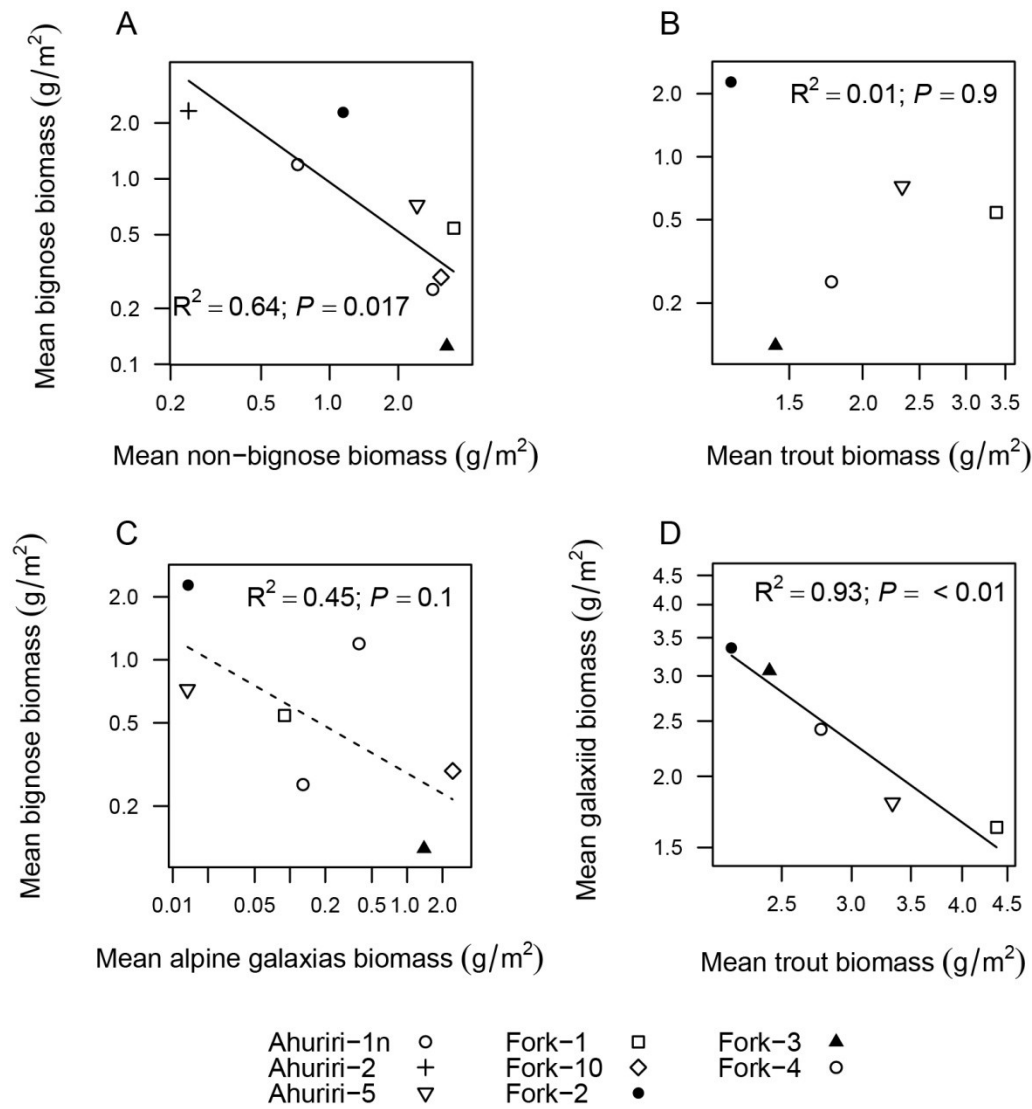 A
Mean bignose biomass (g/m²)
2.0
1.0
0.5
0.2
0.1
R² = 0.64; P = 0.017
0.2 0.5 1.0 2.0
Mean non−bignose biomass (g/m²)
B
2.0
1.0
0.5
0.2
R² = 0.01; P = 0.9
1.5 2.0 2.5 3.0 3.5
Mean trout biomass (g/m²)
C
Mean bignose biomass (g/m²)
2.0
1.0
0.5
0.2
R² = 0.45; P = 0.1
0.01 0.05 0.2 0.5 1.0 2.0
Mean alpine galaxias biomass (g/m²)
D
Mean galaxiid biomass (g/m²)
4.5
4.0
3.5
3.0
2.5
2.0
1.5
R² = 0.93; P = < 0.01
2.5 3.0 3.5 4.0 4.5
Mean trout biomass (g/m²)
Ahuriri−1n Fork−1 Fork−3
Ahuriri−2 Fork−10 Fork−4
Ahuriri−5 Fork−2